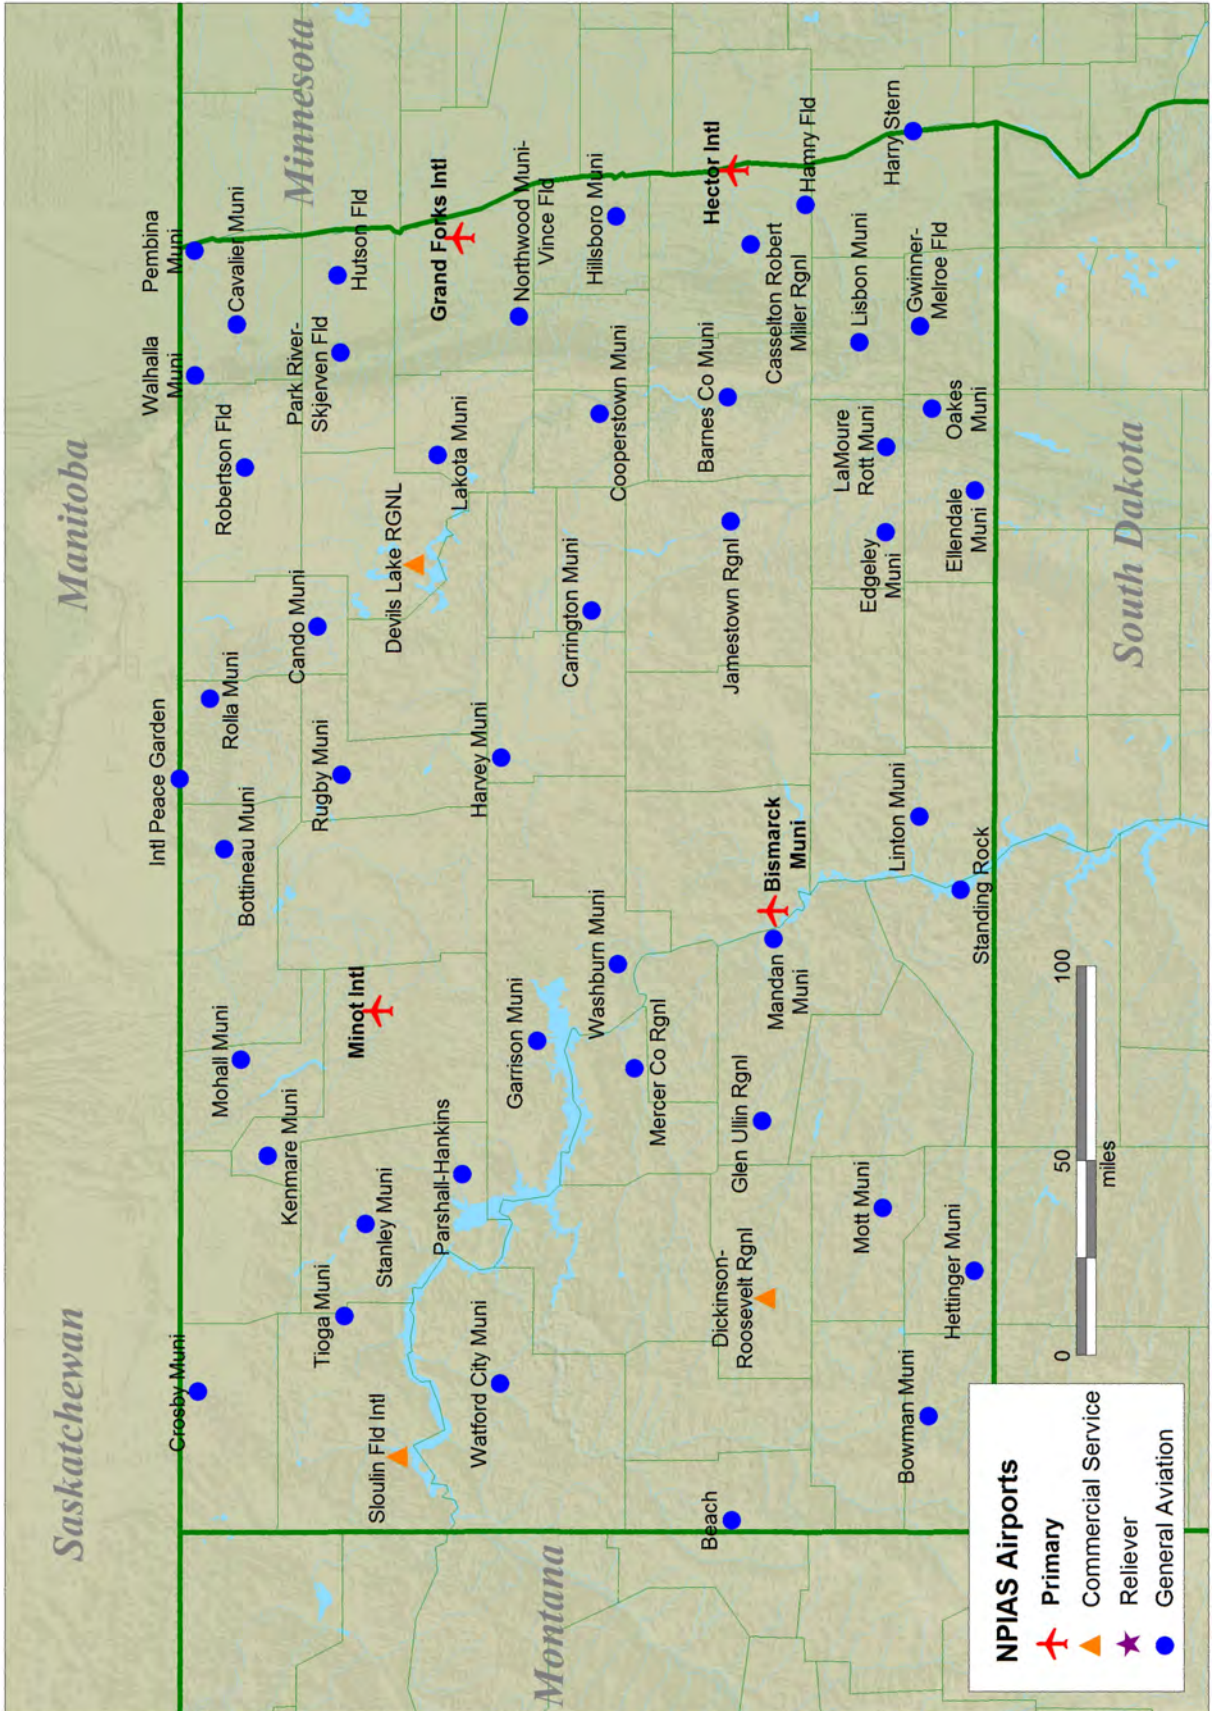 Saskatchewan
Manitoba
Minnesota
Montana
South Dakota
Crosby Muni
Intl Peace Garden
Walhalla
Muni
Pembina
Muni
Mohall Muni
Bottineau Muni
Rolla Muni
Robertson Fld
Cavalier Muni
Kenmare Muni
Tioga Muni
Stanley Muni
Minot Intl
Rugby Muni
Cando Muni
Park River-
Skjerven Fld
Hutson Fld
Sloulin Fld Intl
Parshall-Hankins
Devils Lake RGNL
Lakota Muni
Grand Forks Intl
Watford City Muni
Garrison Muni
Harvey Muni
Northwood Muni-
Vince Fld
Washburn Muni
Carrington Muni
Cooperstown Muni
Hillsboro Muni
Mercer Co Rgnl
Beach
Dickinson-
Roosevelt Rgnl
Glen Ullin Rgnl
Mandan
Muni
Bismarck
Muni
Jamestown Rgnl
Barnes Co Muni
Casselton Robert
Miller Rgnl
Hector Intl
Hamry Fld
Bowman Muni
Mott Muni
Hettinger Muni
Linton Muni
Standing Rock
Edgeley
Muni
LaMoure
Rott Muni
Ellendale
Muni
Oakes
Muni
Lisbon Muni
Gwinner-
Melroe Fld
Harry Stern
NPIAS Airports
Primary
Commercial Service
Reliever
General Aviation
0 50 100
miles